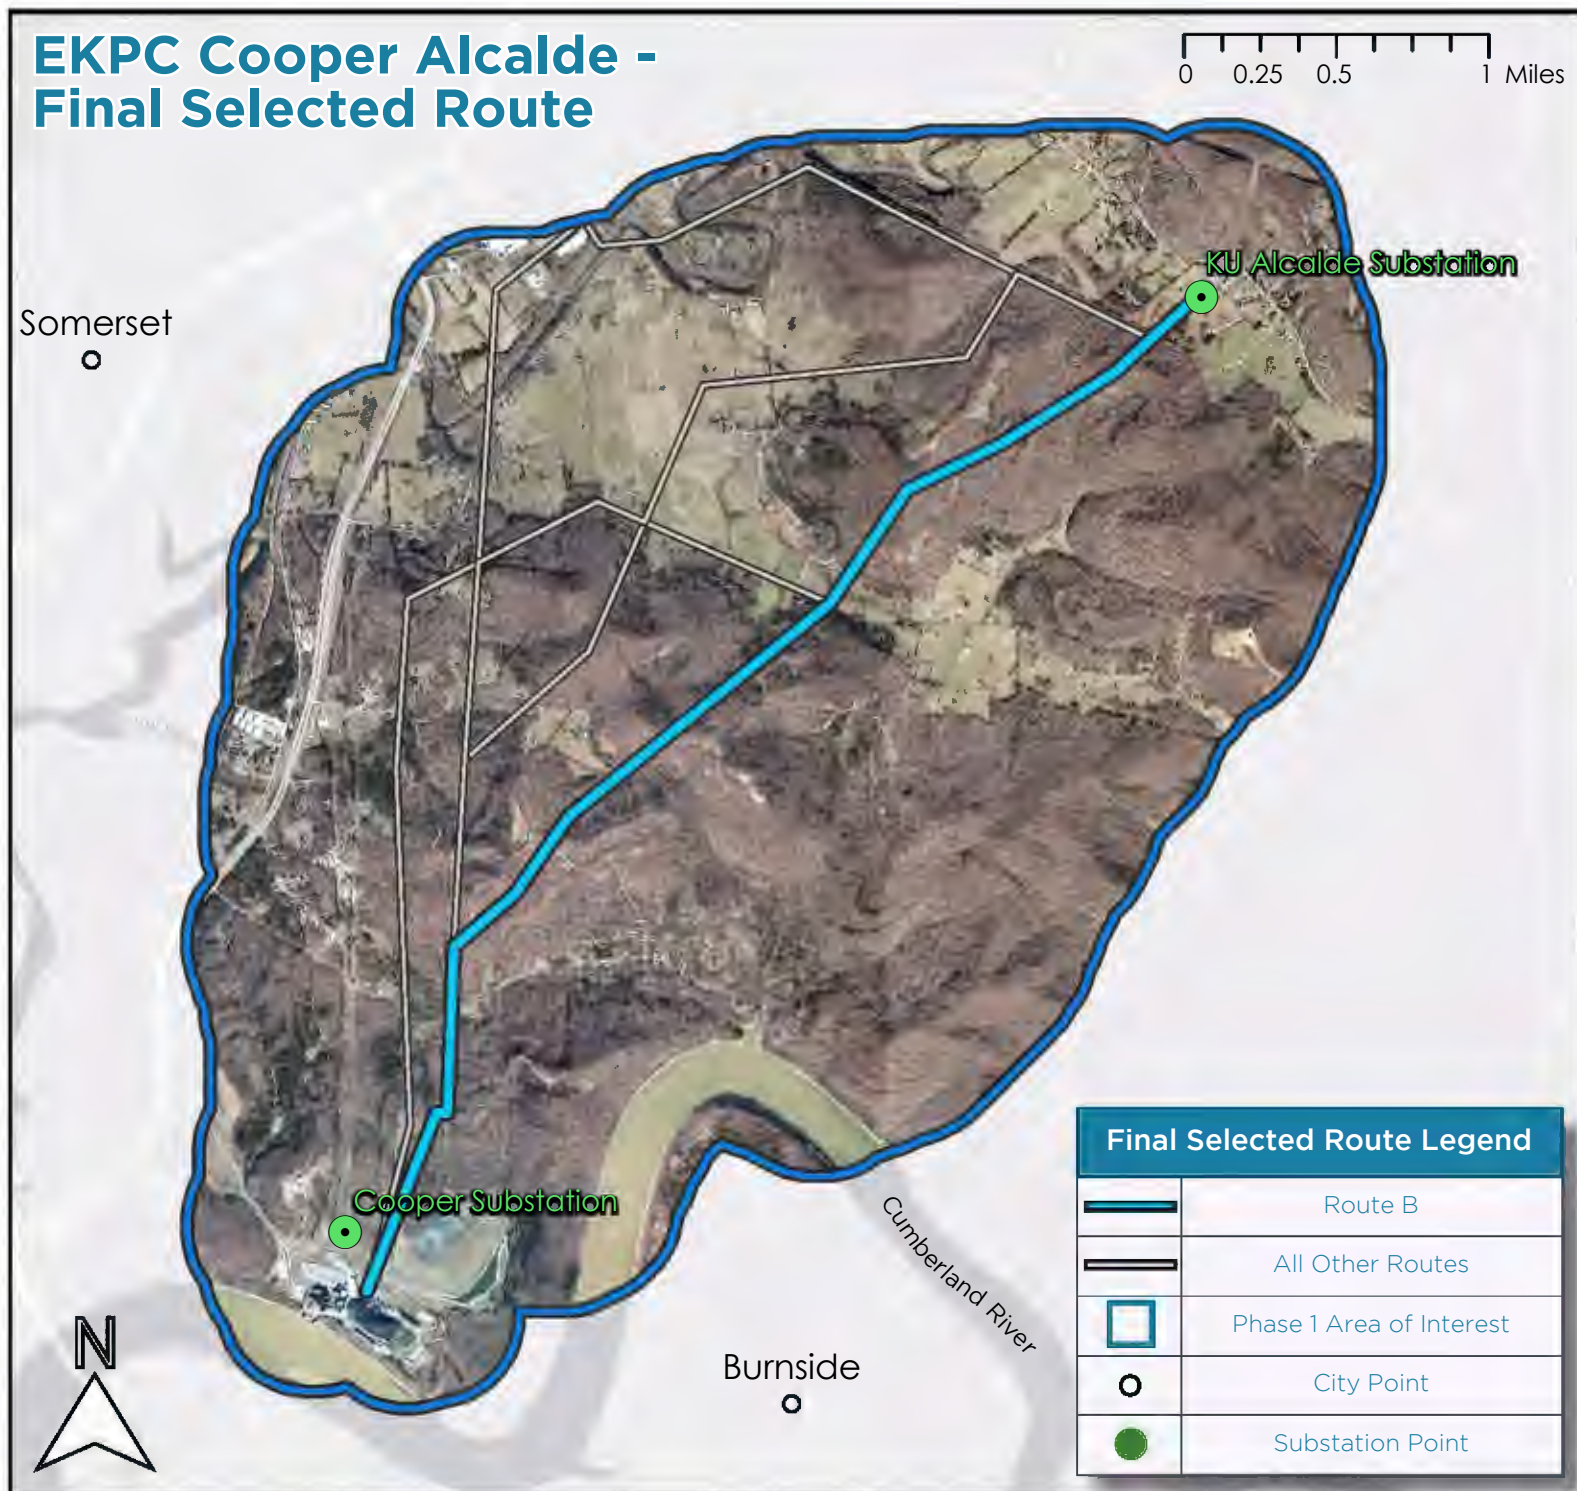 EKPC Cooper Alcalde -
Final Selected Route
0 0.25 0.5 1 Miles
KU Alcalde Substation
Somerset
Cooper Substation
Cumberland River
Burnside
N
Final Selected Route Legend
Route B
All Other Routes
Phase 1 Area of Interest
City Point
Substation Point